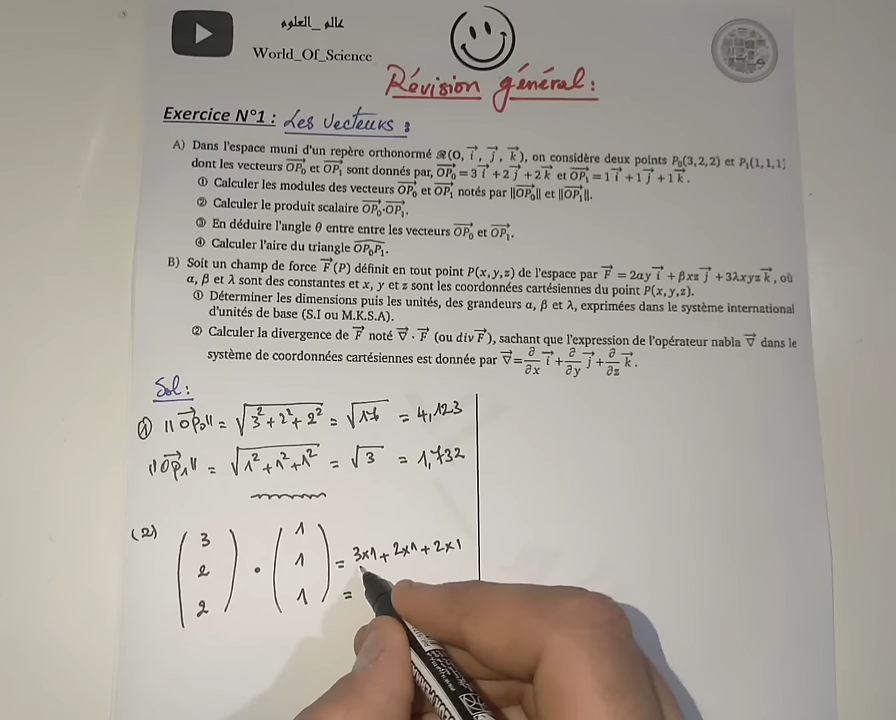 عالم_العلوم
World_Of_Science
Révision général :
Exercice N°1 : Les vecteurs :
A) Dans l'espace muni d'un repère orthonormé ℛ(O, i⃗, j⃗, k⃗), on considère deux points P₀(3,2,2) et P₁(1,1,1)
dont les vecteurs OP₀⃗ et OP₁⃗ sont donnés par, OP₀⃗ = 3 i⃗ + 2 j⃗ + 2 k⃗ et OP₁⃗ = 1 i⃗ + 1 j⃗ + 1 k⃗.
① Calculer les modules des vecteurs OP₀⃗ et OP₁⃗ notés par ||OP₀⃗|| et ||OP₁⃗||.
② Calculer le produit scalaire OP₀⃗·OP₁⃗.
③ En déduire l'angle θ entre entre les vecteurs OP₀⃗ et OP₁⃗.
④ Calculer l'aire du triangle OP₀P₁.
B) Soit un champ de force F⃗(P) définit en tout point P(x,y,z) de l'espace par F⃗ = 2αy i⃗ + βxz j⃗ + 3λxyz k⃗, où
α, β et λ sont des constantes et x, y et z sont les coordonnées cartésiennes du point P(x,y,z).
① Déterminer les dimensions puis les unités, des grandeurs α, β et λ, exprimées dans le système international
d'unités de base (S.I ou M.K.S.A).
② Calculer la divergence de F⃗ noté ∇⃗ · F⃗ (ou div F⃗), sachant que l'expression de l'opérateur nabla ∇⃗ dans le
système de coordonnées cartésiennes est donnée par ∇⃗ = ∂/∂x i⃗ + ∂/∂y j⃗ + ∂/∂z k⃗.
Sol :
① ||OP₀⃗|| = √(3² + 2² + 2²) = √17 = 4,123
||OP₁⃗|| = √(1² + 1² + 1²) = √3 = 1,732
(2) (3 2 2) · (1 1 1) = 3×1 + 2×1 + 2×1
=